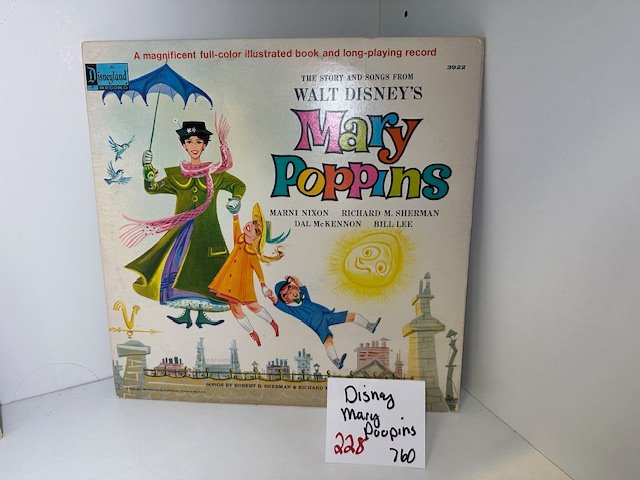 A magnificent full-color illustrated book and long-playing record
3922
Disneyland
THE STORY AND SONGS FROM
WALT DISNEY'S
Mary
POPPINS
MARNI NIXON RICHARD M. SHERMAN
DAL McKENNON BILL LEE
SONGS BY ROBERT B. SHERMAN & RICHARD
Disney
Mary
Poopins
228 760